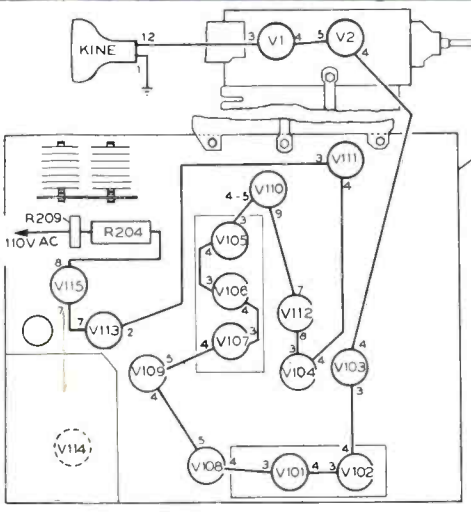 KINE
12
1
3 V1 4
5 V2 4
3 V111 4
4-5 V110 9
R209
110V AC
R204
3 V105 4
8 V115 7
3 V106 4
7 V113 2
7 V112 8
4 V107 3
3 V104 4
4 V103 3
5 V109 4
V114
5 V108 4
3 V101 4
3 V102 4